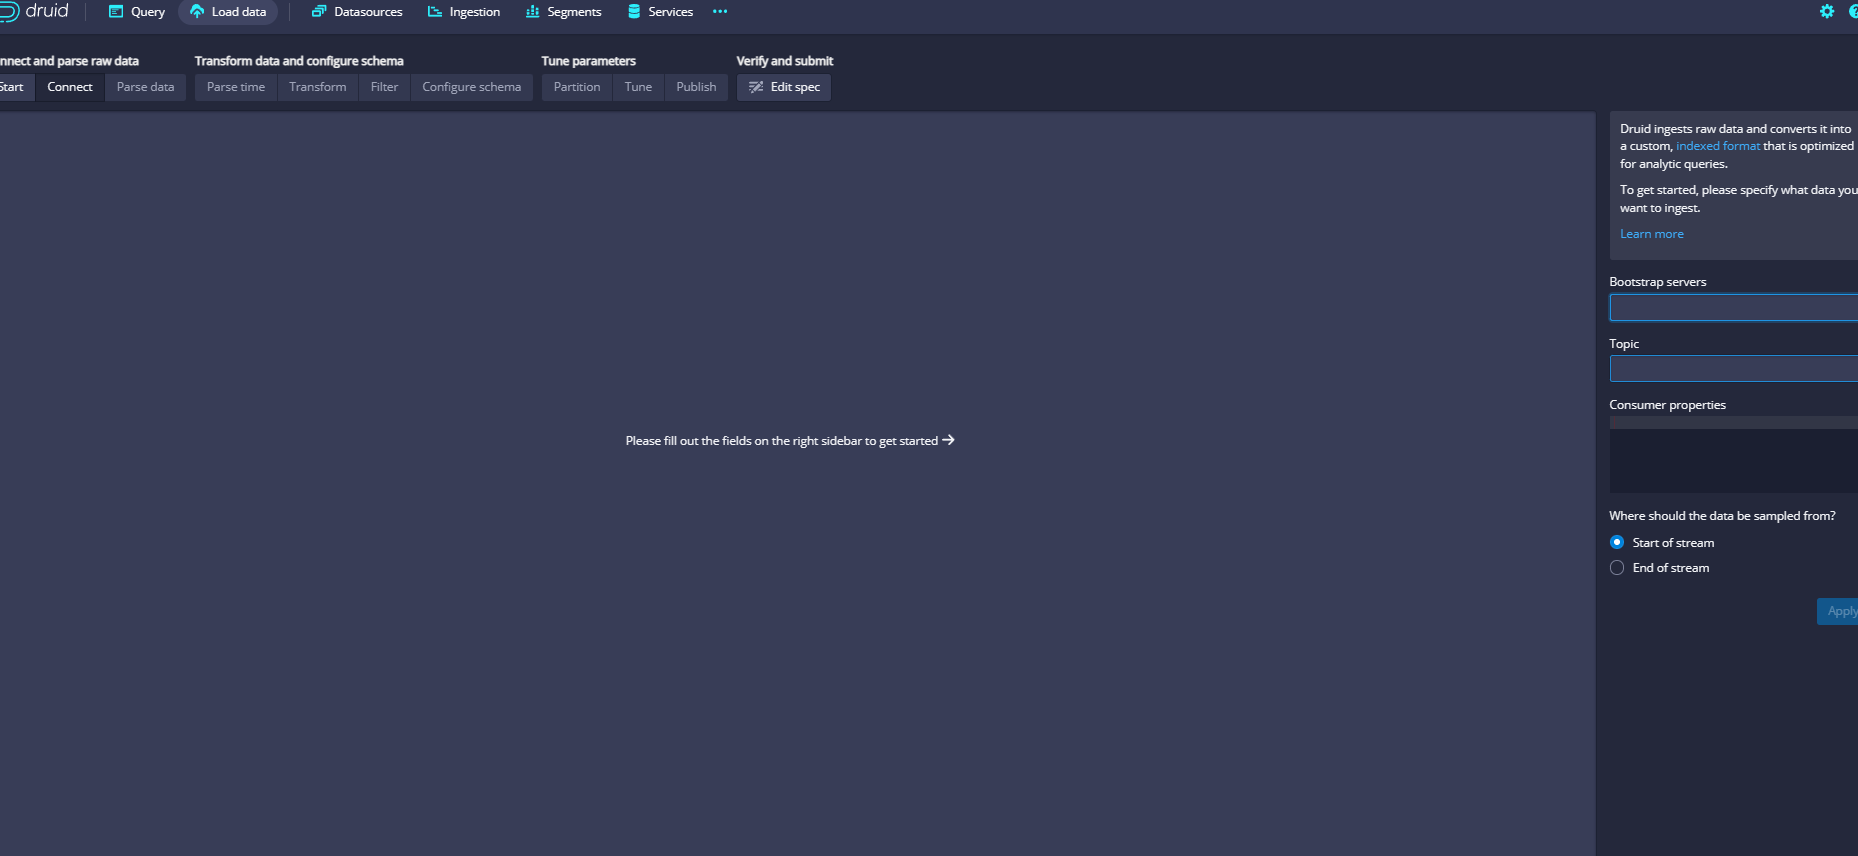 druid Query Load data Datasources Ingestion Segments Services
nnect and parse raw data Transform data and configure schema Tune parameters Verify and submit
Start Connect Parse data Parse time Transform Filter Configure schema Partition Tune Publish Edit spec
Druid ingests raw data and converts it into
a custom, indexed format that is optimized
for analytic queries.
To get started, please specify what data you
want to ingest.
Learn more
Bootstrap servers
Topic
Consumer properties
Please fill out the fields on the right sidebar to get started
Where should the data be sampled from?
Start of stream
End of stream
Apply